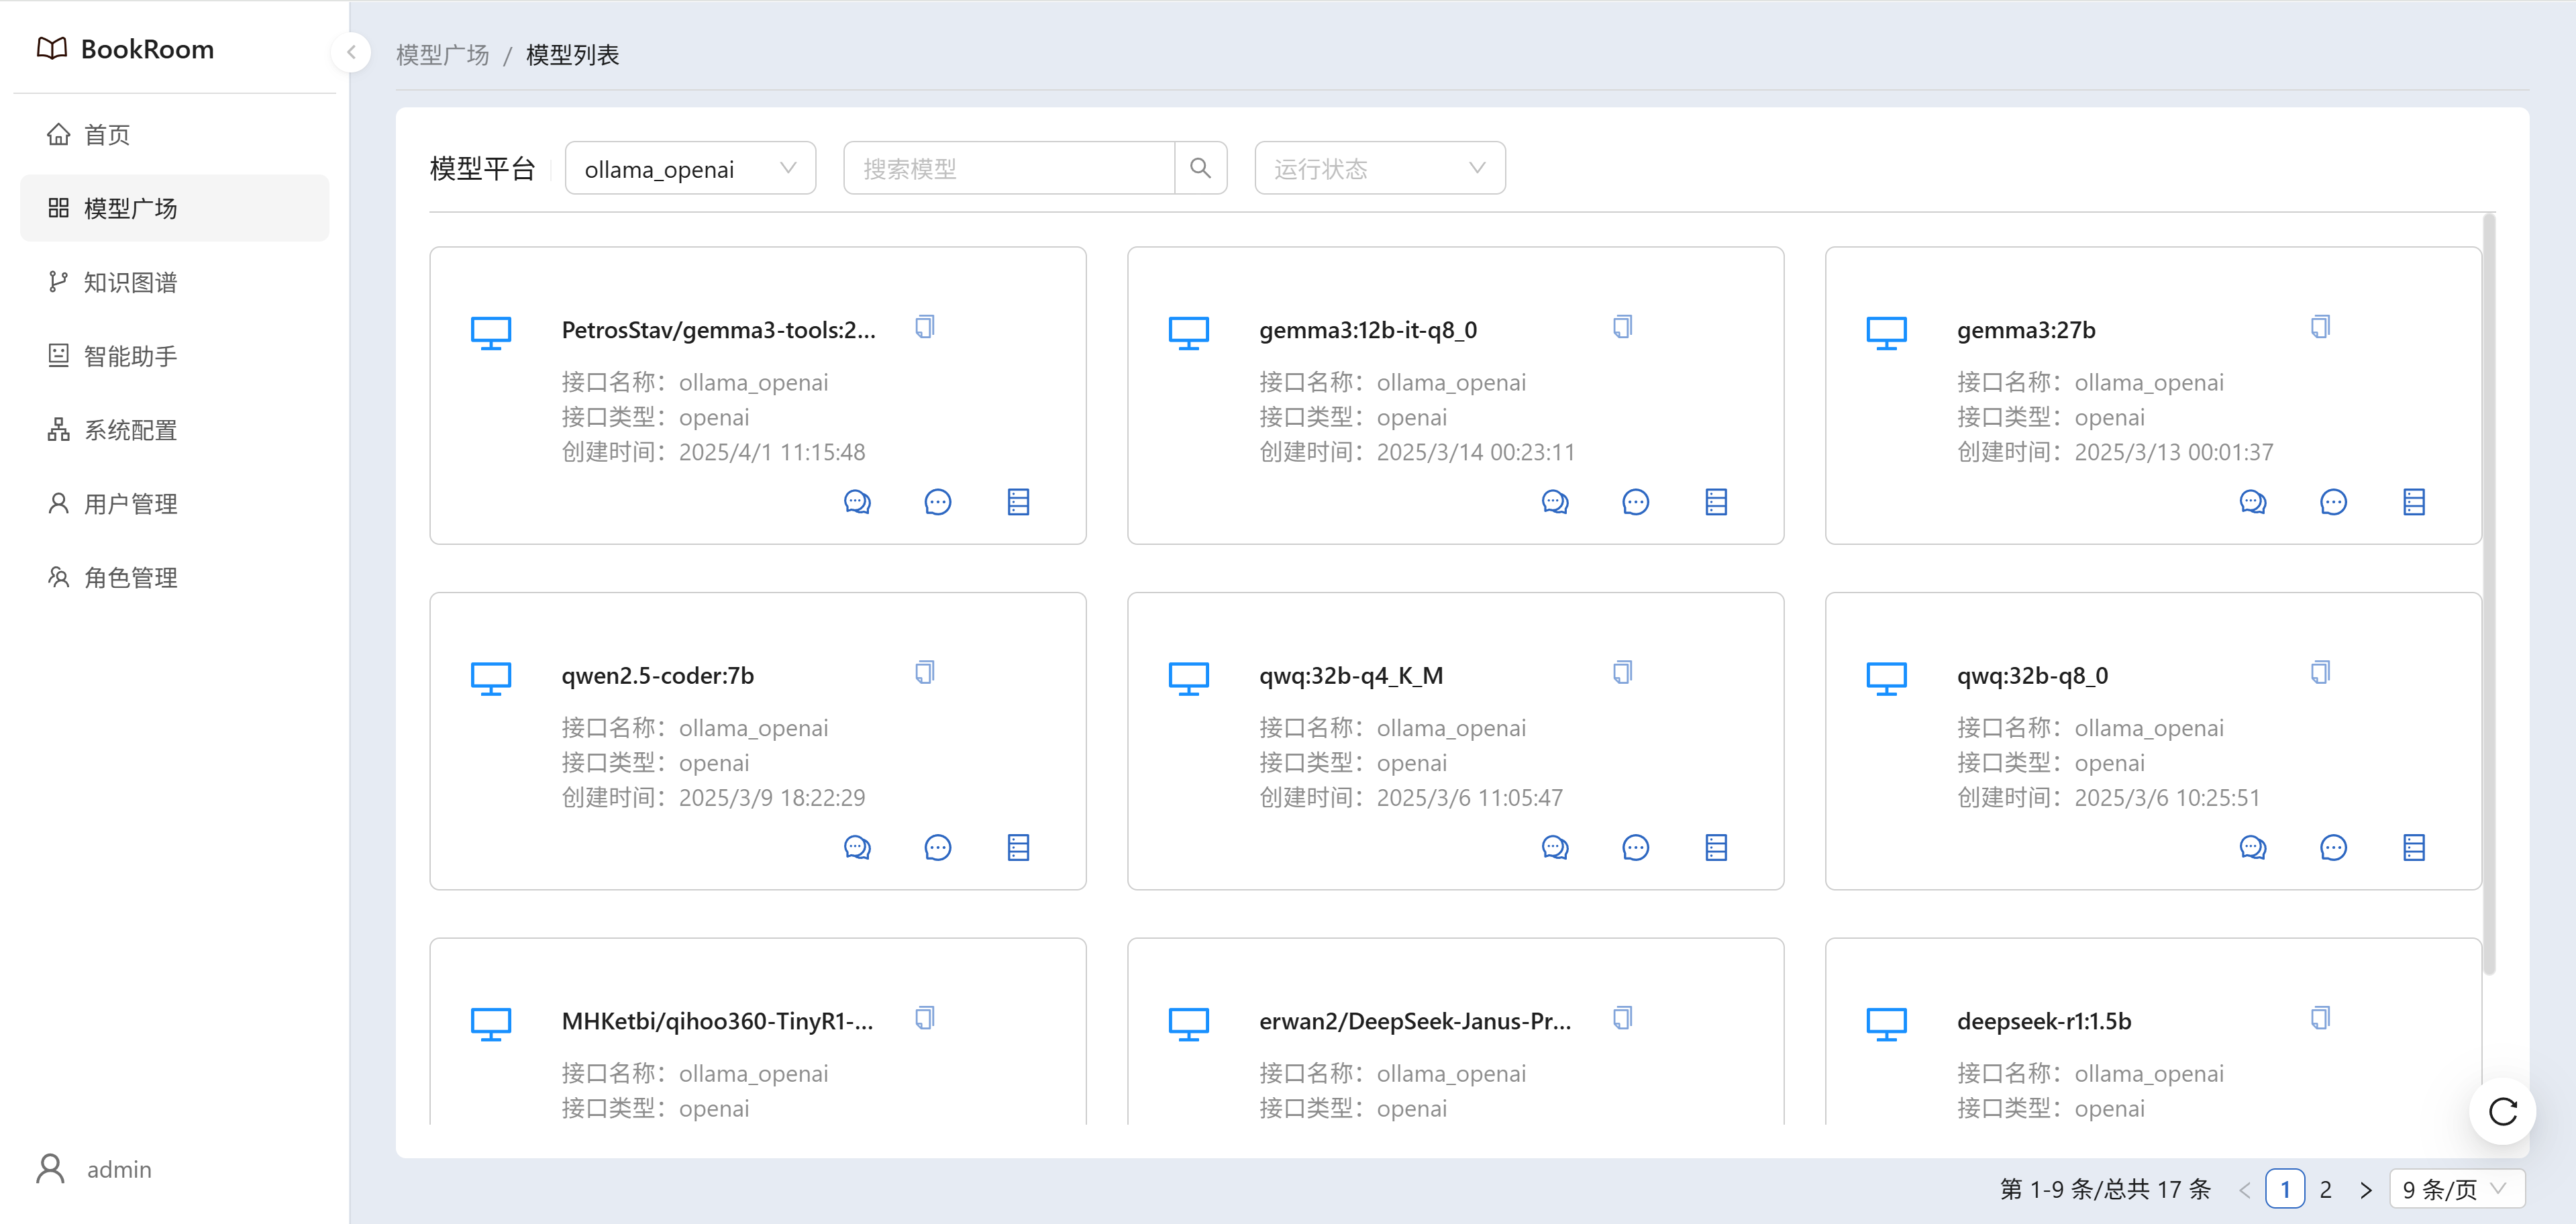 BookRoom
首页
模型广场
知识图谱
智能助手
系统配置
用户管理
角色管理
admin
模型广场 / 模型列表
模型平台 ollama_openai 搜索模型 运行状态
PetrosStav/gemma3-tools:2...
接口名称：ollama_openai
接口类型：openai
创建时间：2025/4/1 11:15:48
gemma3:12b-it-q8_0
接口名称：ollama_openai
接口类型：openai
创建时间：2025/3/14 00:23:11
gemma3:27b
接口名称：ollama_openai
接口类型：openai
创建时间：2025/3/13 00:01:37
qwen2.5-coder:7b
接口名称：ollama_openai
接口类型：openai
创建时间：2025/3/9 18:22:29
qwq:32b-q4_K_M
接口名称：ollama_openai
接口类型：openai
创建时间：2025/3/6 11:05:47
qwq:32b-q8_0
接口名称：ollama_openai
接口类型：openai
创建时间：2025/3/6 10:25:51
MHKetbi/qihoo360-TinyR1-...
接口名称：ollama_openai
接口类型：openai
erwan2/DeepSeek-Janus-Pr...
接口名称：ollama_openai
接口类型：openai
deepseek-r1:1.5b
接口名称：ollama_openai
接口类型：openai
第 1-9 条/总共 17 条 < 1 2 > 9 条/页